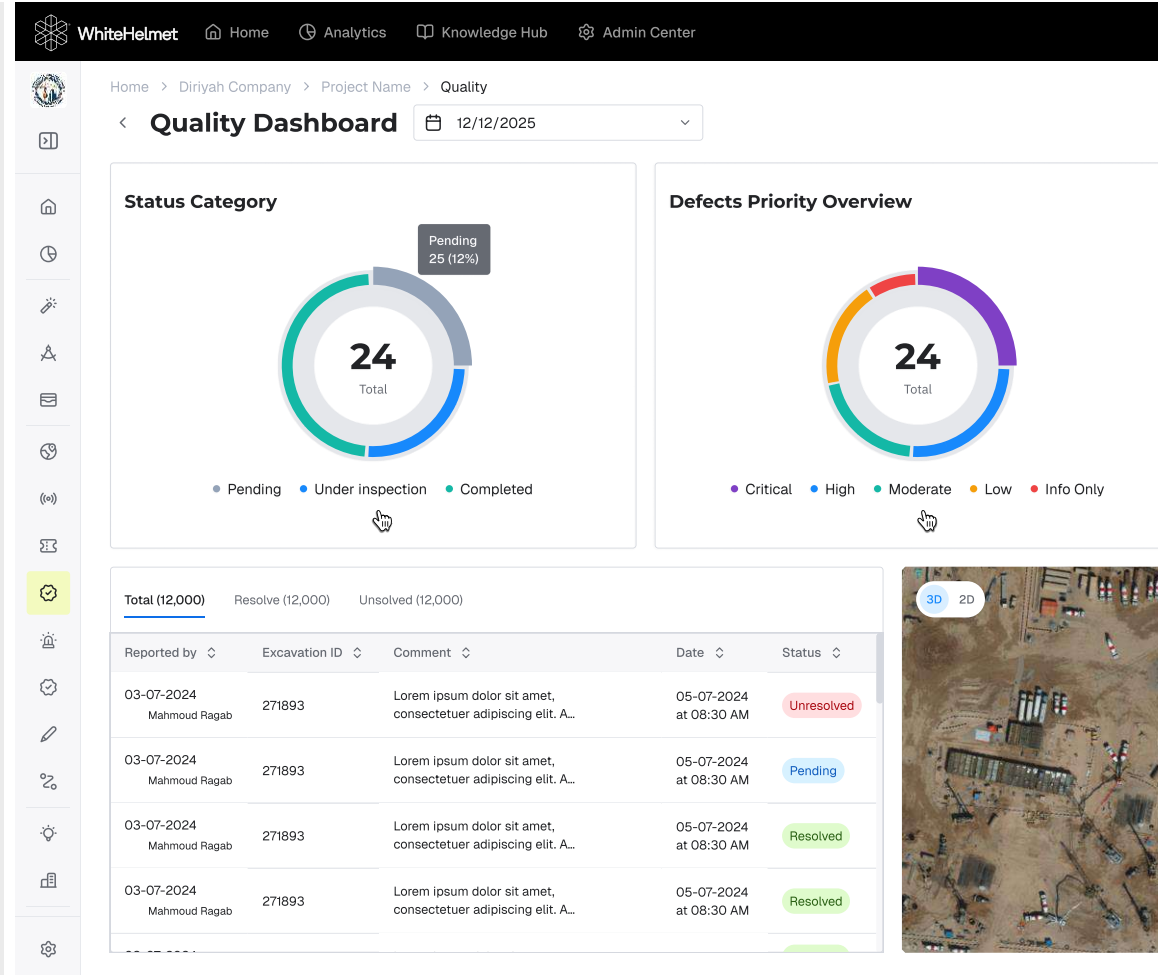 WhiteHelmet
Home
Analytics
Knowledge Hub
Admin Center
Home > Diriyah Company > Project Name > Quality
Quality Dashboard
12/12/2025
Status Category
Pending
25 (12%)
24
Total
Pending
Under inspection
Completed
Defects Priority Overview
24
Total
Critical
High
Moderate
Low
Info Only
Total (12,000)
Resolve (12,000)
Unsolved (12,000)
Reported by
Excavation ID
Comment
Date
Status
03-07-2024
Mahmoud Ragab
271893
Lorem ipsum dolor sit amet,
consectetuer adipiscing elit. A...
05-07-2024
at 08:30 AM
Unresolved
03-07-2024
Mahmoud Ragab
271893
Lorem ipsum dolor sit amet,
consectetuer adipiscing elit. A...
05-07-2024
at 08:30 AM
Pending
03-07-2024
Mahmoud Ragab
271893
Lorem ipsum dolor sit amet,
consectetuer adipiscing elit. A...
05-07-2024
at 08:30 AM
Resolved
03-07-2024
Mahmoud Ragab
271893
Lorem ipsum dolor sit amet,
consectetuer adipiscing elit. A...
05-07-2024
at 08:30 AM
Resolved
3D
2D